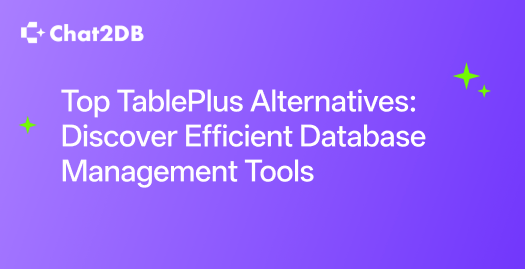 Chat2DB
Top TablePlus Alternatives:
Discover Efficient Database
Management Tools